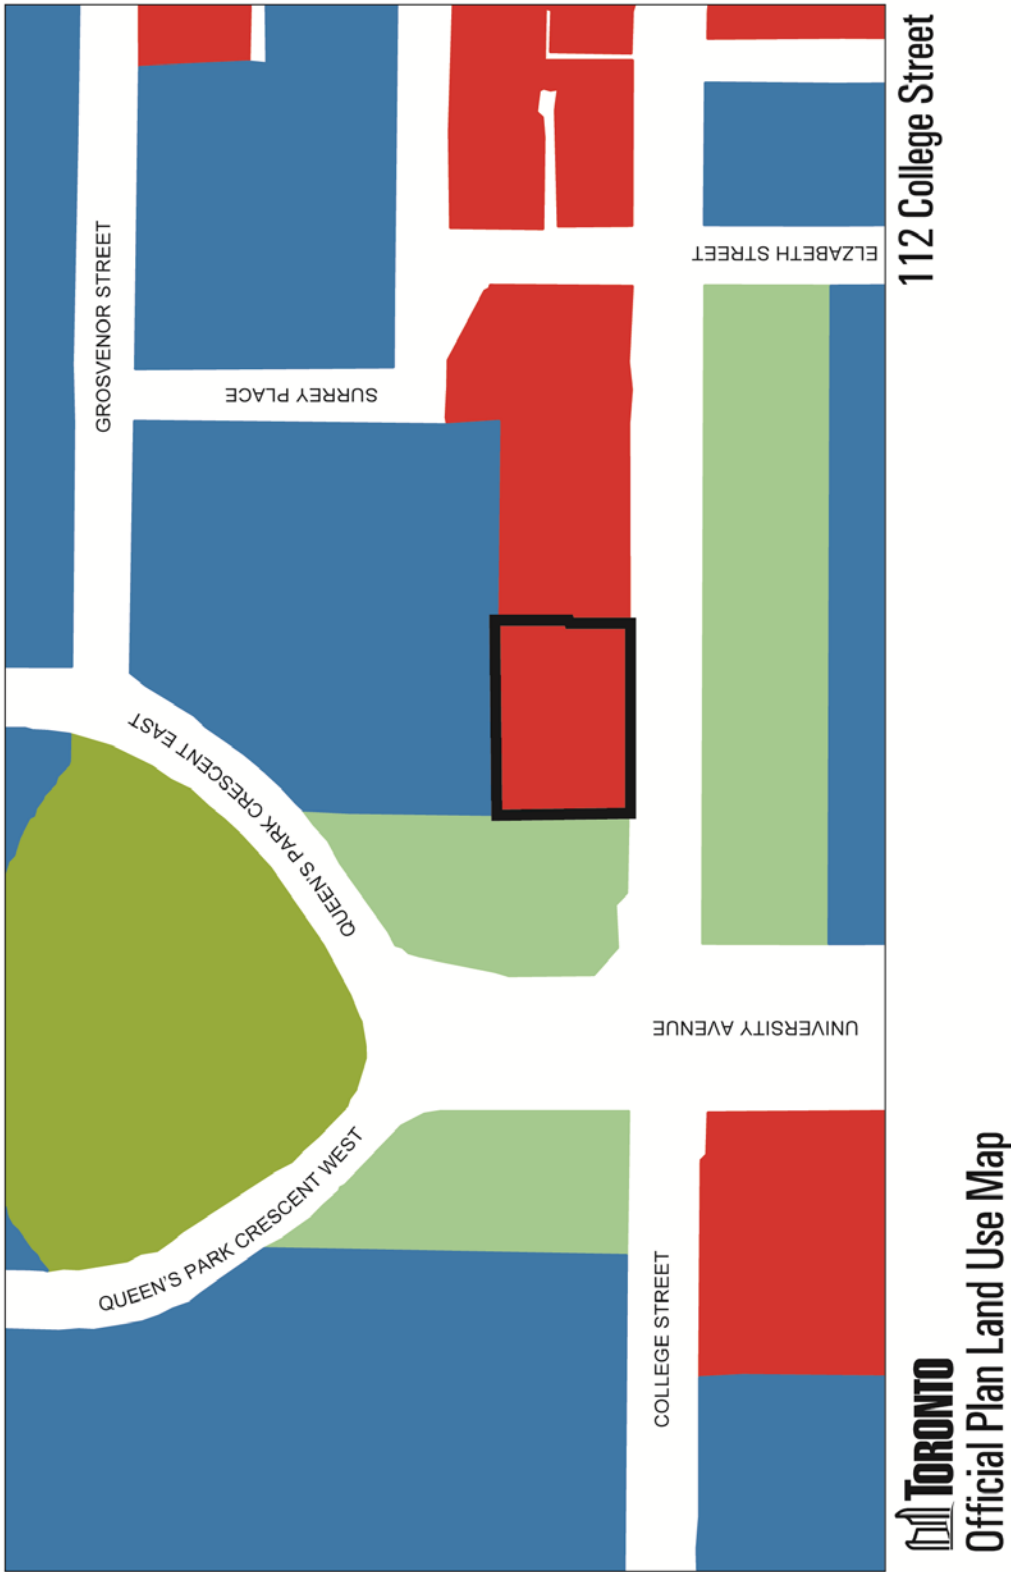 GROSVENOR STREET
SURREY PLACE
ELZABETH STREET
QUEEN'S PARK CRESCENT EAST
QUEEN'S PARK CRESCENT WEST
UNIVERSITY AVENUE
COLLEGE STREET
TORONTO
Official Plan Land Use Map
112 College Street